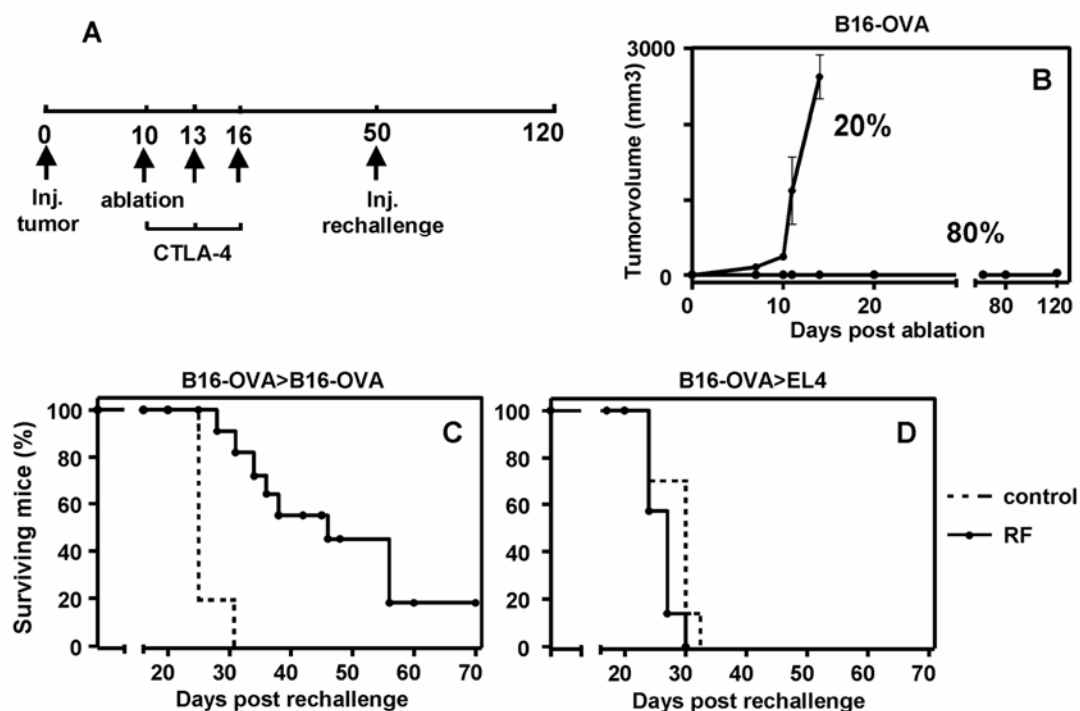 A
0 10 13 16 50 120
Inj.
tumor
ablation
Inj.
rechallenge
CTLA-4
B16-OVA
B
Tumorvolume (mm3)
3000
0
20%
80%
0 10 20 80 120
Days post ablation
B16-OVA>B16-OVA
C
Surviving mice (%)
100
80
60
40
20
0
20 30 40 50 60 70
Days post rechallenge
B16-OVA>EL4
D
100
80
60
40
20
0
20 30 40 50 60 70
Days post rechallenge
control
RF